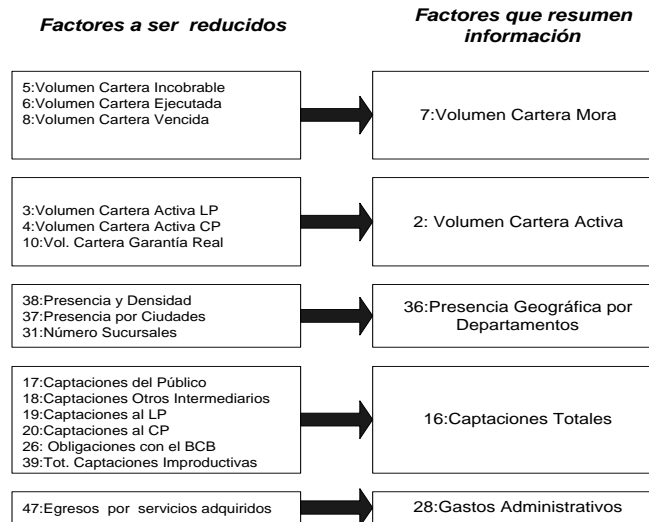 Factores a ser reducidos
Factores que resumen
información
5:Volumen Cartera Incobrable
6:Volumen Cartera Ejecutada
8:Volumen Cartera Vencida
7:Volumen Cartera Mora
3:Volumen Cartera Activa LP
4:Volumen Cartera Activa CP
10:Vol. Cartera Garantía Real
2: Volumen Cartera Activa
38:Presencia y Densidad
37:Presencia por Ciudades
31:Número Sucursales
36:Presencia Geográfica por
Departamentos
17:Captaciones del Público
18:Captaciones Otros Intermediarios
19:Captaciones al LP
20:Captaciones al CP
26: Obligaciones con el BCB
39:Tot. Captaciones Improductivas
16:Captaciones Totales
47:Egresos por servicios adquiridos
28:Gastos Administrativos